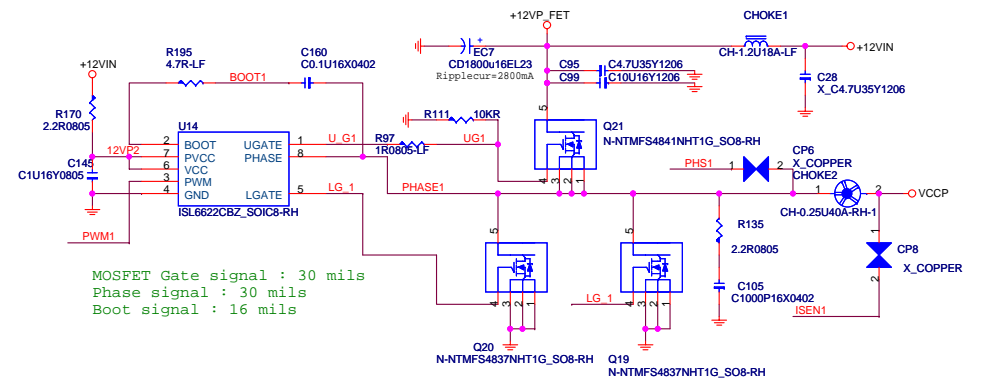 +12VP_FET
CHOKE1
+12VIN
CH-1.2U18A-LF
+
EC7
CD1800u16EL23
Ripplecur=2800mA
C95
C4.7U35Y1206
C99
C10U16Y1206
C28
X_C4.7U35Y1206
+12VIN
R195
4.7R-LF
BOOT1
C160
C0.1U16X0402
R170
2.2R0805
12VP2
C145
C1U16Y0805
U14
2
BOOT
7
PVCC
6
VCC
3
PWM
4
GND
UGATE
1
PHASE
8
LGATE
5
ISL6622CBZ_SOIC8-RH
PWM1
U_G1
R97
1R0805-LF
R111
10KR
UG1
LG_1
PHASE1
5
Q21
N-NTMFS4841NHT1G_SO8-RH
4
3
2
1
PHS1
1
2
CP6
X_COPPER
CHOKE2
1
2
VCCP
CH-0.25U40A-RH-1
R135
2.2R0805
C105
C1000P16X0402
1
CP8
X_COPPER
2
ISEN1
5
4
3
2
1
Q20
N-NTMFS4837NHT1G_SO8-RH
5
LG_1
4
3
2
1
Q19
N-NTMFS4837NHT1G_SO8-RH
MOSFET Gate signal : 30 mils
Phase signal : 30 mils
Boot signal : 16 mils